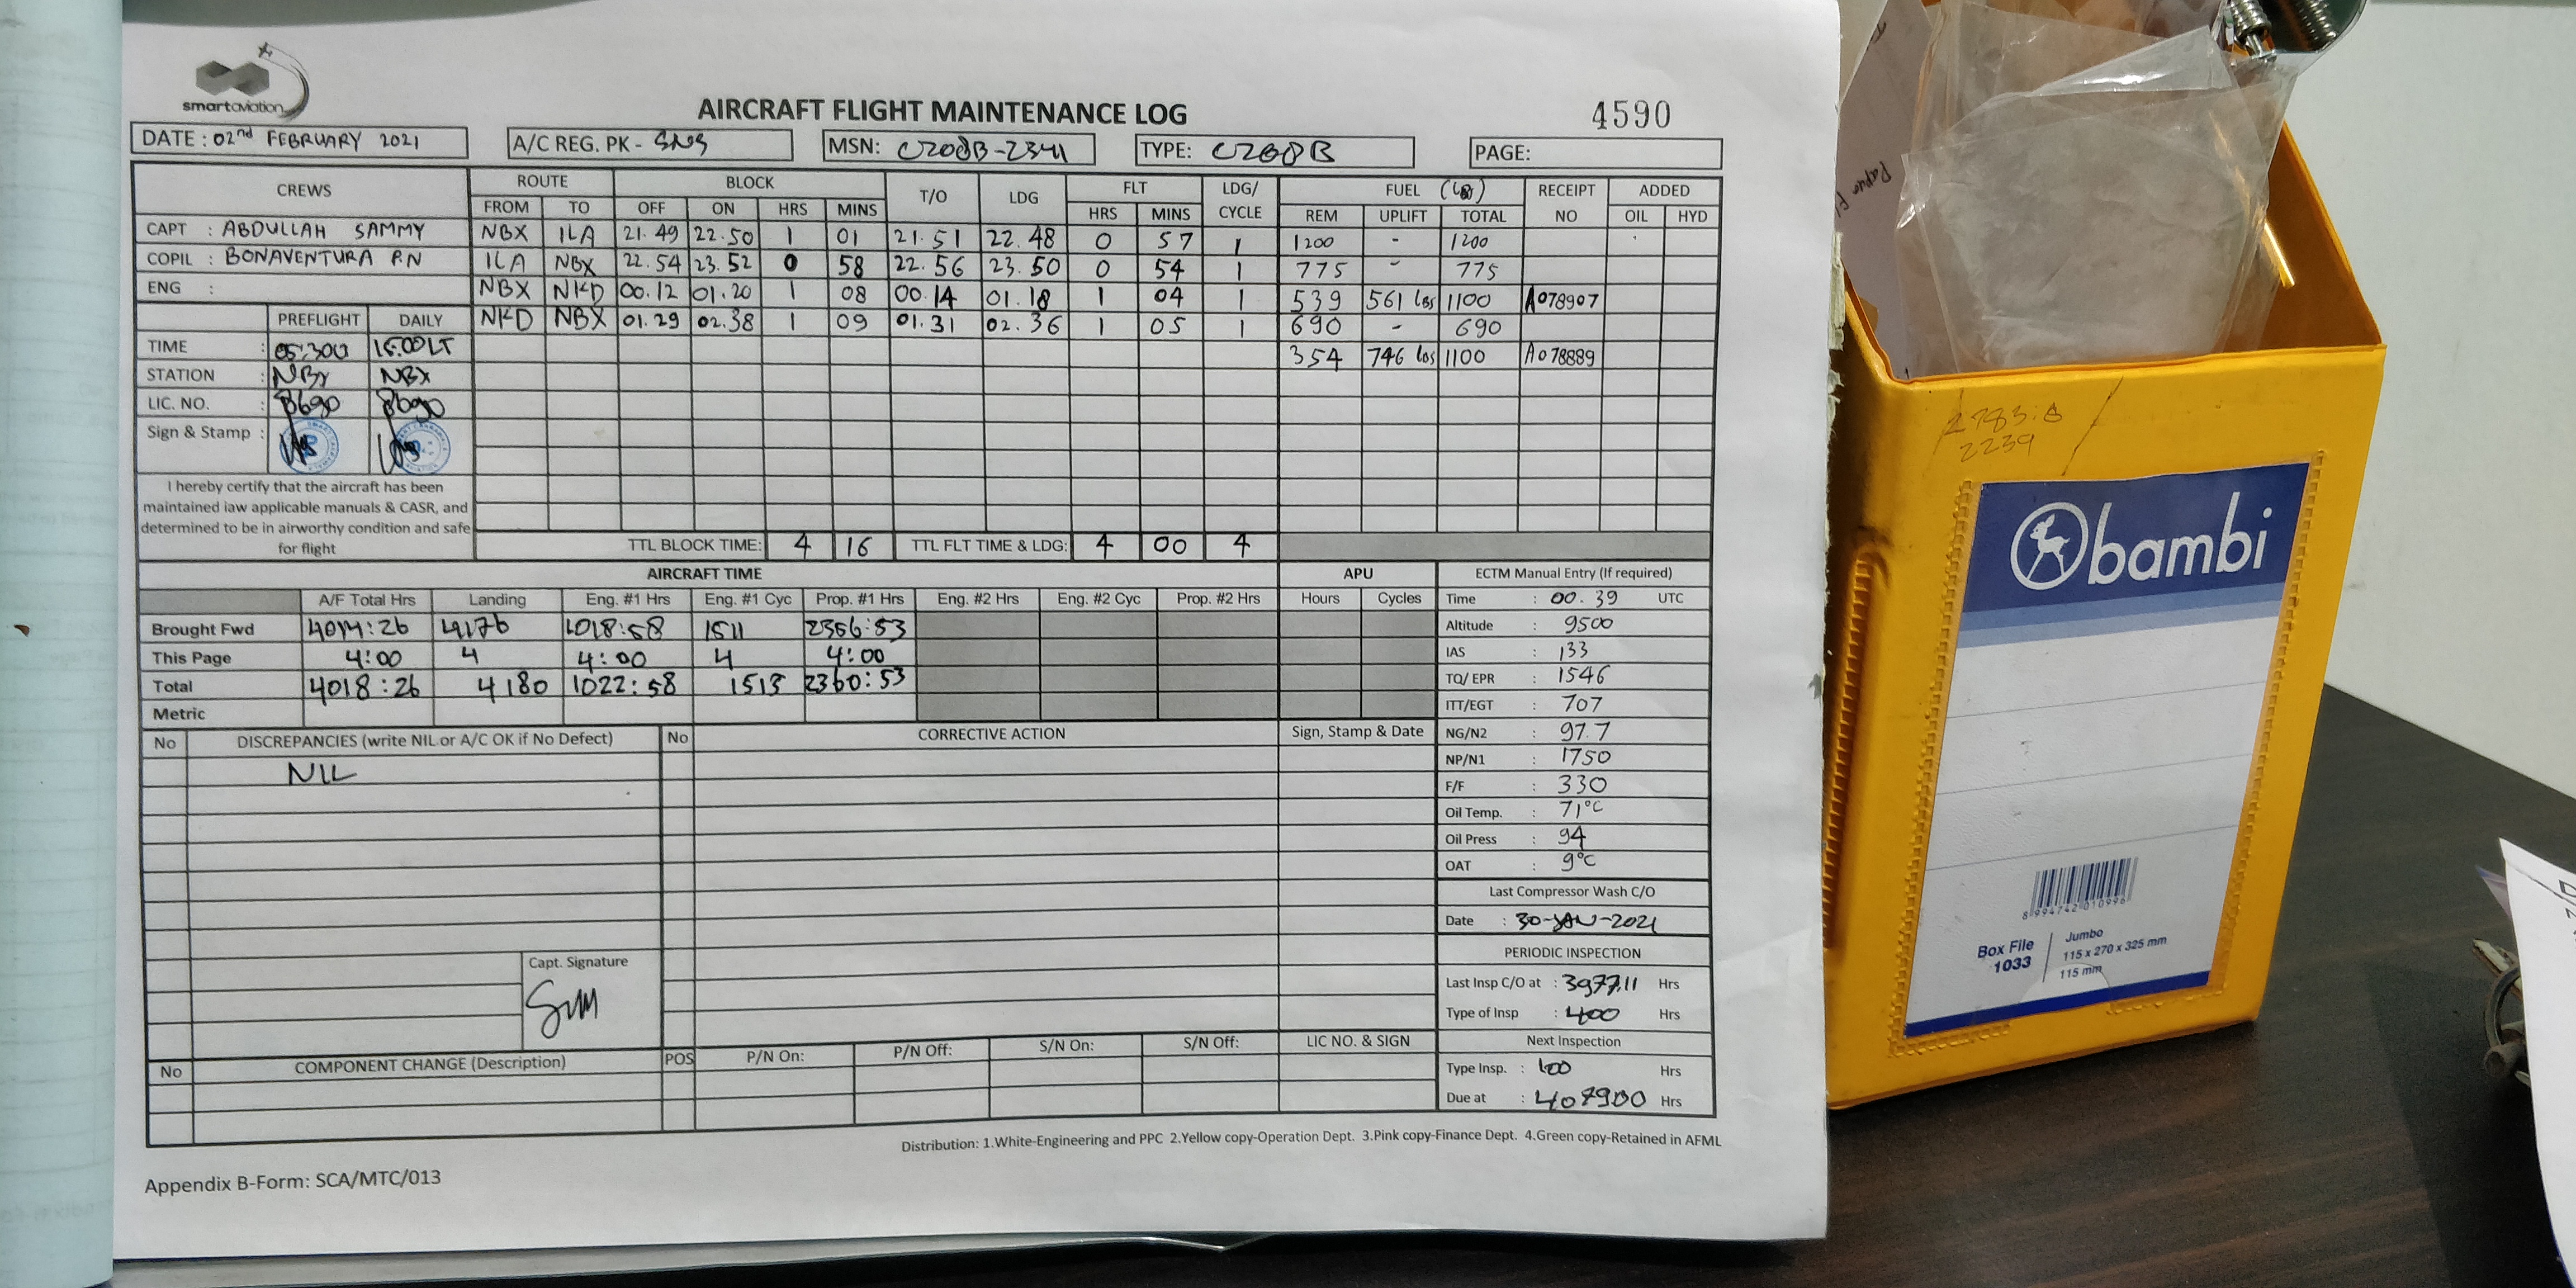 smartaviation
AIRCRAFT FLIGHT MAINTENANCE LOG
4590
DATE : 02nd FEBRUARY 2021
A/C REG. PK - SNS
MSN: C208B-2341
TYPE: C208B
PAGE:
CREWS ROUTE BLOCK T/O LDG FLT LDG/ CYCLE FUEL RECEIPT NO ADDED
FROM TO OFF ON HRS MINS HRS MINS REM UPLIFT TOTAL OIL HYD
CAPT : ABDULLAH SAMMY NBX ILA 21.49 22.50 1 01 21.51 22.48 0 57 1 1200 - 1200
COPIL : BONAVENTURA P.N ILA NBX 22.54 23.52 0 58 22.56 23.50 0 54 1 775 - 775
ENG : NBX NKD 00.12 01.20 1 08 00.14 01.18 1 04 1 539 561 lbs 1100 A078907
PREFLIGHT DAILY NKD NBX 01.29 02.38 1 09 01.31 02.36 1 05 1 690 - 690
TIME : 15.00LT 354 746 lbs 1100 A078889
STATION : NBX NBX
LIC. NO. : 8690 8690
Sign & Stamp :
I hereby certify that the aircraft has been
maintained iaw applicable manuals & CASR, and
determined to be in airworthy condition and safe
for flight
TTL BLOCK TIME: 4 16 TTL FLT TIME & LDG: 4 00 4
AIRCRAFT TIME APU
A/F Total Hrs Landing Eng. #1 Hrs Eng. #1 Cyc Prop. #1 Hrs Eng. #2 Hrs Eng. #2 Cyc Prop. #2 Hrs Hours Cycles
Brought Fwd 4014:26 4176 1018:58 1511 2356:53
This Page 4:00 4 4:00 4 4:00
Total 4018:26 4180 1022:58 1515 2360:53
Metric
ECTM Manual Entry (If required)
Time : 00.39 UTC
Altitude : 9500
IAS : 133
TQ/ EPR : 1546
ITT/EGT : 707
NG/N2 : 97.7
NP/N1 : 1750
F/F : 330
Oil Temp. : 71°C
Oil Press : 94
OAT : 9°C
Last Compressor Wash C/O
Date : 30-JAN-2021
PERIODIC INSPECTION
Last Insp C/O at : 3977.11 Hrs
Type of Insp : 400 Hrs
Next Inspection
Type Insp. : 100 Hrs
Due at : 407900 Hrs
No DISCREPANCIES (write NIL or A/C OK if No Defect) No CORRECTIVE ACTION Sign, Stamp & Date
NIL
Capt. Signature
No COMPONENT CHANGE (Description) POS P/N On: P/N Off: S/N On: S/N Off: LIC NO. & SIGN
Distribution: 1.White-Engineering and PPC 2.Yellow copy-Operation Dept. 3.Pink copy-Finance Dept. 4.Green copy-Retained in AFML
Appendix B-Form: SCA/MTC/013
2239
bambi
8 994742 010996
Box File
1033
Jumbo
115 x 270 x 325 mm
115 mm